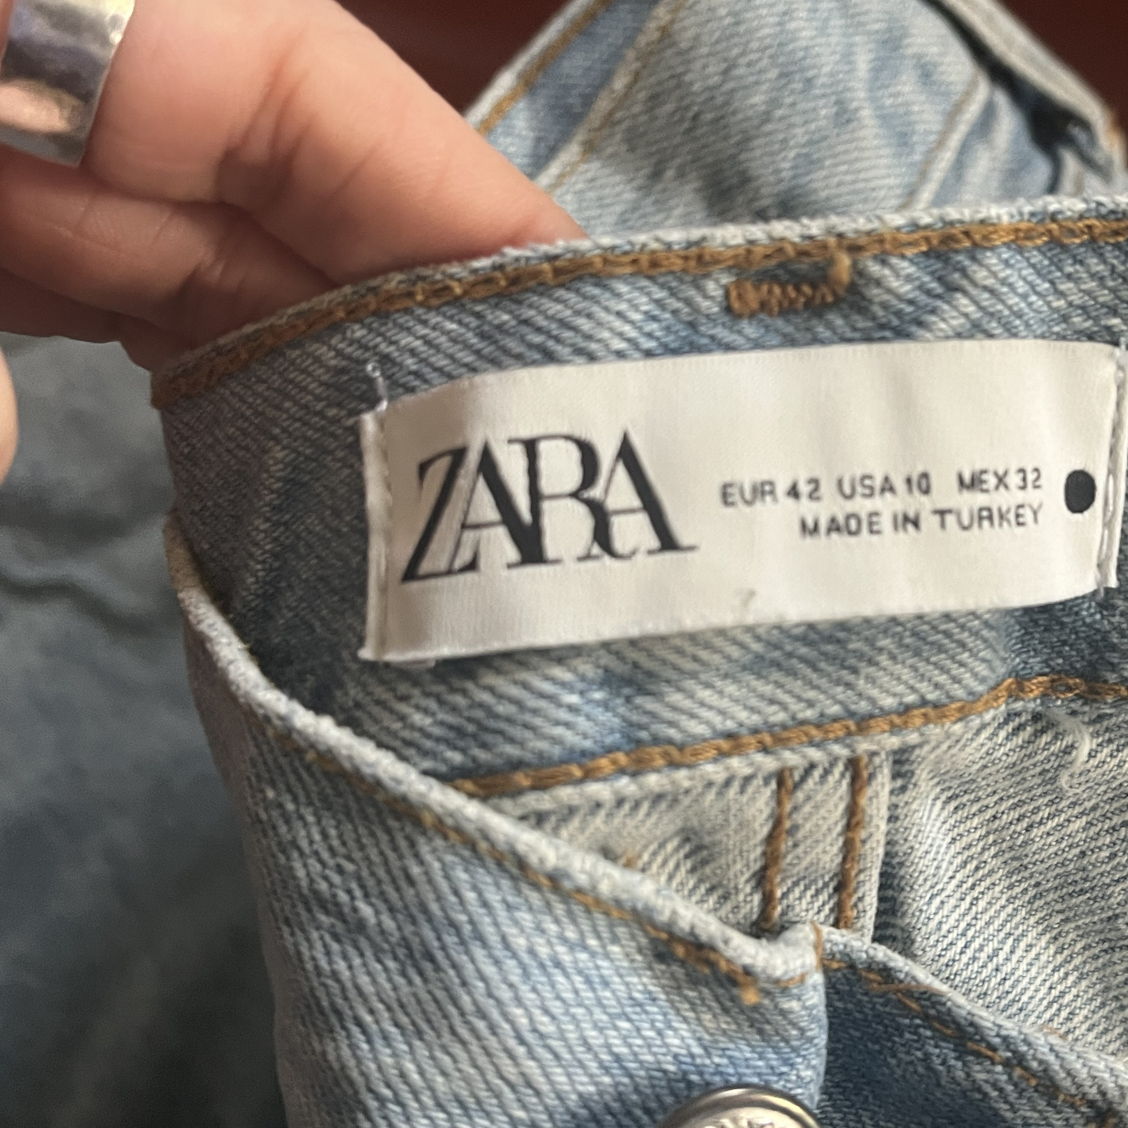 ZARA
EUR 42 USA 10 MEX 32
MADE IN TURKEY